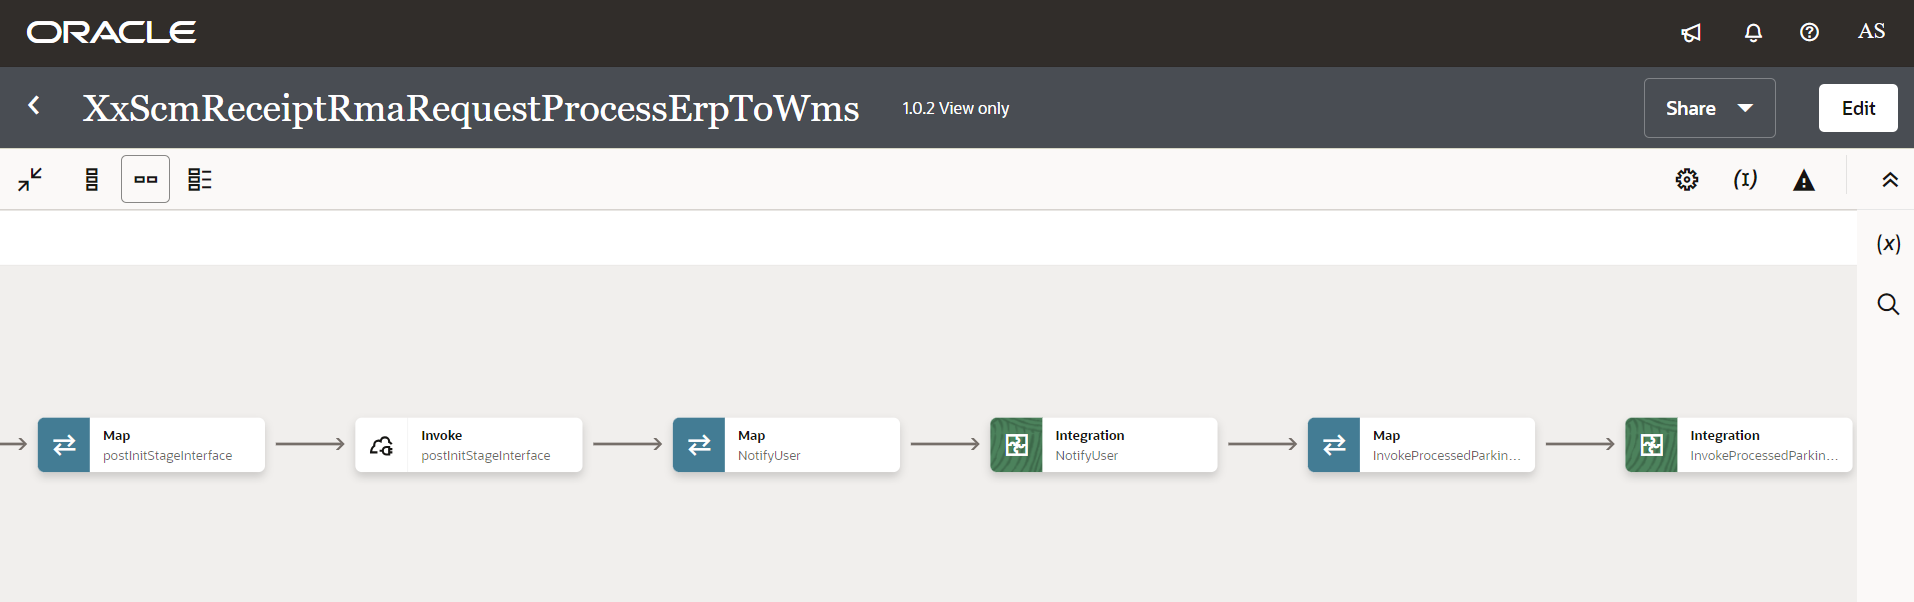 ORACLE
AS
XxScmReceiptRmaRequestProcessErpToWms
1.0.2 View only
Share
Edit
(I)
(x)
Map
postInitStageInterface
Invoke
postInitStageInterface
Map
NotifyUser
Integration
NotifyUser
Map
InvokeProcessedParkin...
Integration
InvokeProcessedParkin...